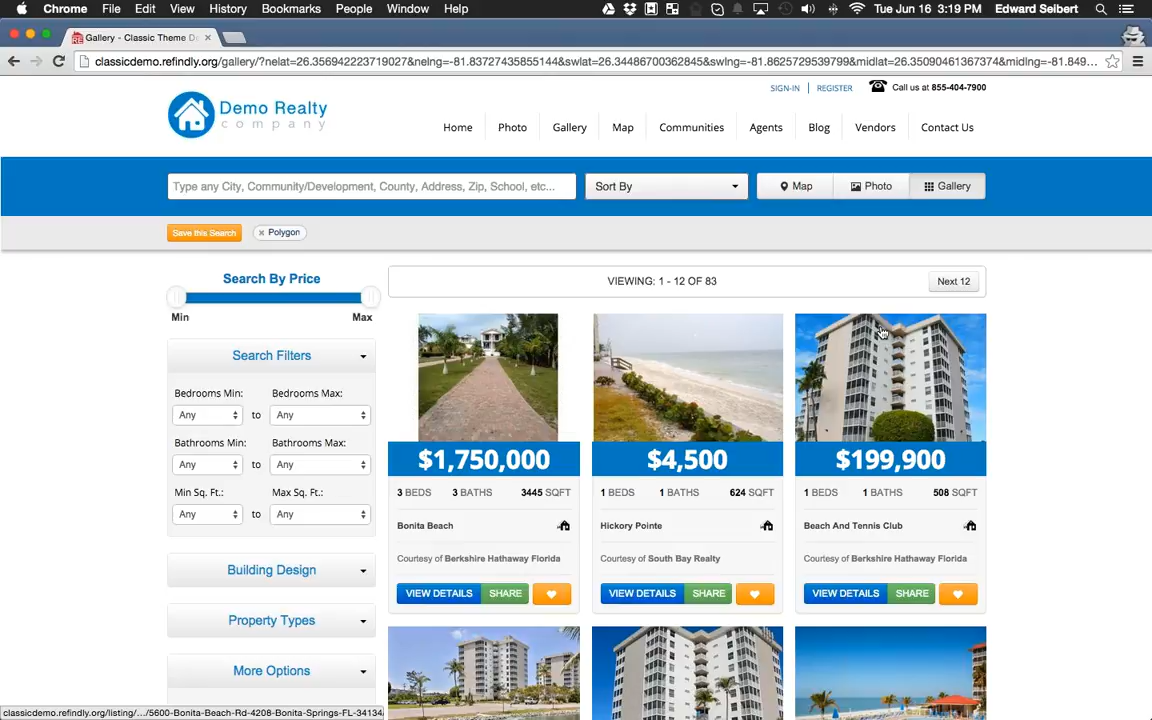 Chrome File Edit View History Bookmarks People Window Help Tue Jun 16 3:19 PM Edward Seibert
Gallery - Classic Theme De
classicdemo.refindly.org/gallery/?nelat=26.356942223719027&nelng=-81.83727435855144&swlat=26.34486700362845&swlng=-81.8625729539799&midlat=26.35090461367374&midlng=-81.849...
SIGN-IN | REGISTER Call us at 855-404-7900
Demo Realty
company
Home Photo Gallery Map Communities Agents Blog Vendors Contact Us
Type any City, Community/Development, County, Address, Zip, School, etc... Sort By Map Photo Gallery
Save this Search × Polygon
Search By Price
Min Max
VIEWING: 1 - 12 OF 83 Next 12
Search Filters
Bedrooms Min: Bedrooms Max:
Any to Any
Bathrooms Min: Bathrooms Max:
Any to Any
Min Sq. Ft.: Max Sq. Ft.:
Any to Any
Building Design
Property Types
More Options
$1,750,000 $4,500 $199,900
3 BEDS 3 BATHS 3445 SQFT 1 BEDS 1 BATHS 624 SQFT 1 BEDS 1 BATHS 508 SQFT
Bonita Beach Hickory Pointe Beach And Tennis Club
Courtesy of Berkshire Hathaway Florida Courtesy of South Bay Realty Courtesy of Berkshire Hathaway Florida
VIEW DETAILS SHARE VIEW DETAILS SHARE VIEW DETAILS SHARE
classicdemo.refindly.org/listing/.../5600-Bonita-Beach-Rd-4208-Bonita-Springs-FL-34134